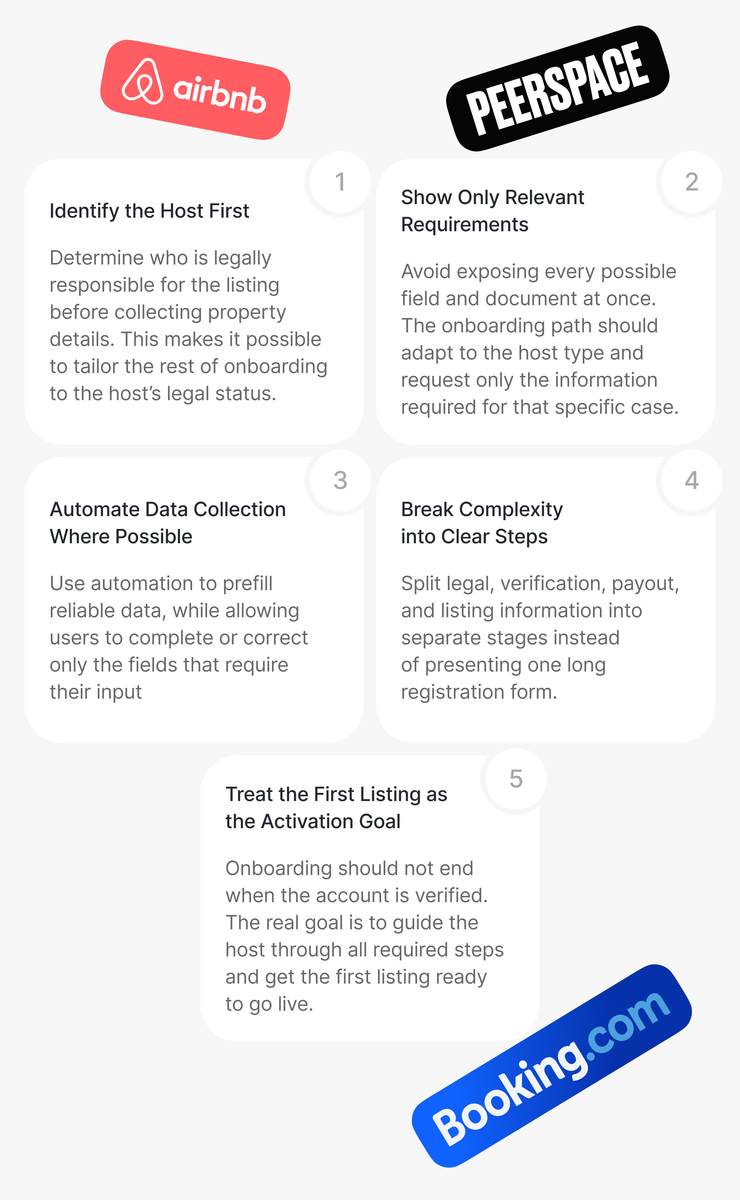 airbnb
PEERSPACE
1
Identify the Host First
Determine who is legally
responsible for the listing
before collecting property
details. This makes it possible
to tailor the rest of onboarding
to the host’s legal status.
2
Show Only Relevant
Requirements
Avoid exposing every possible
field and document at once.
The onboarding path should
adapt to the host type and
request only the information
required for that specific case.
3
Automate Data Collection
Where Possible
Use automation to prefill
reliable data, while allowing
users to complete or correct
only the fields that require
their input
4
Break Complexity
into Clear Steps
Split legal, verification, payout,
and listing information into
separate stages instead
of presenting one long
registration form.
5
Treat the First Listing as
the Activation Goal
Onboarding should not end
when the account is verified.
The real goal is to guide the
host through all required steps
and get the first listing ready
to go live.
Booking.com